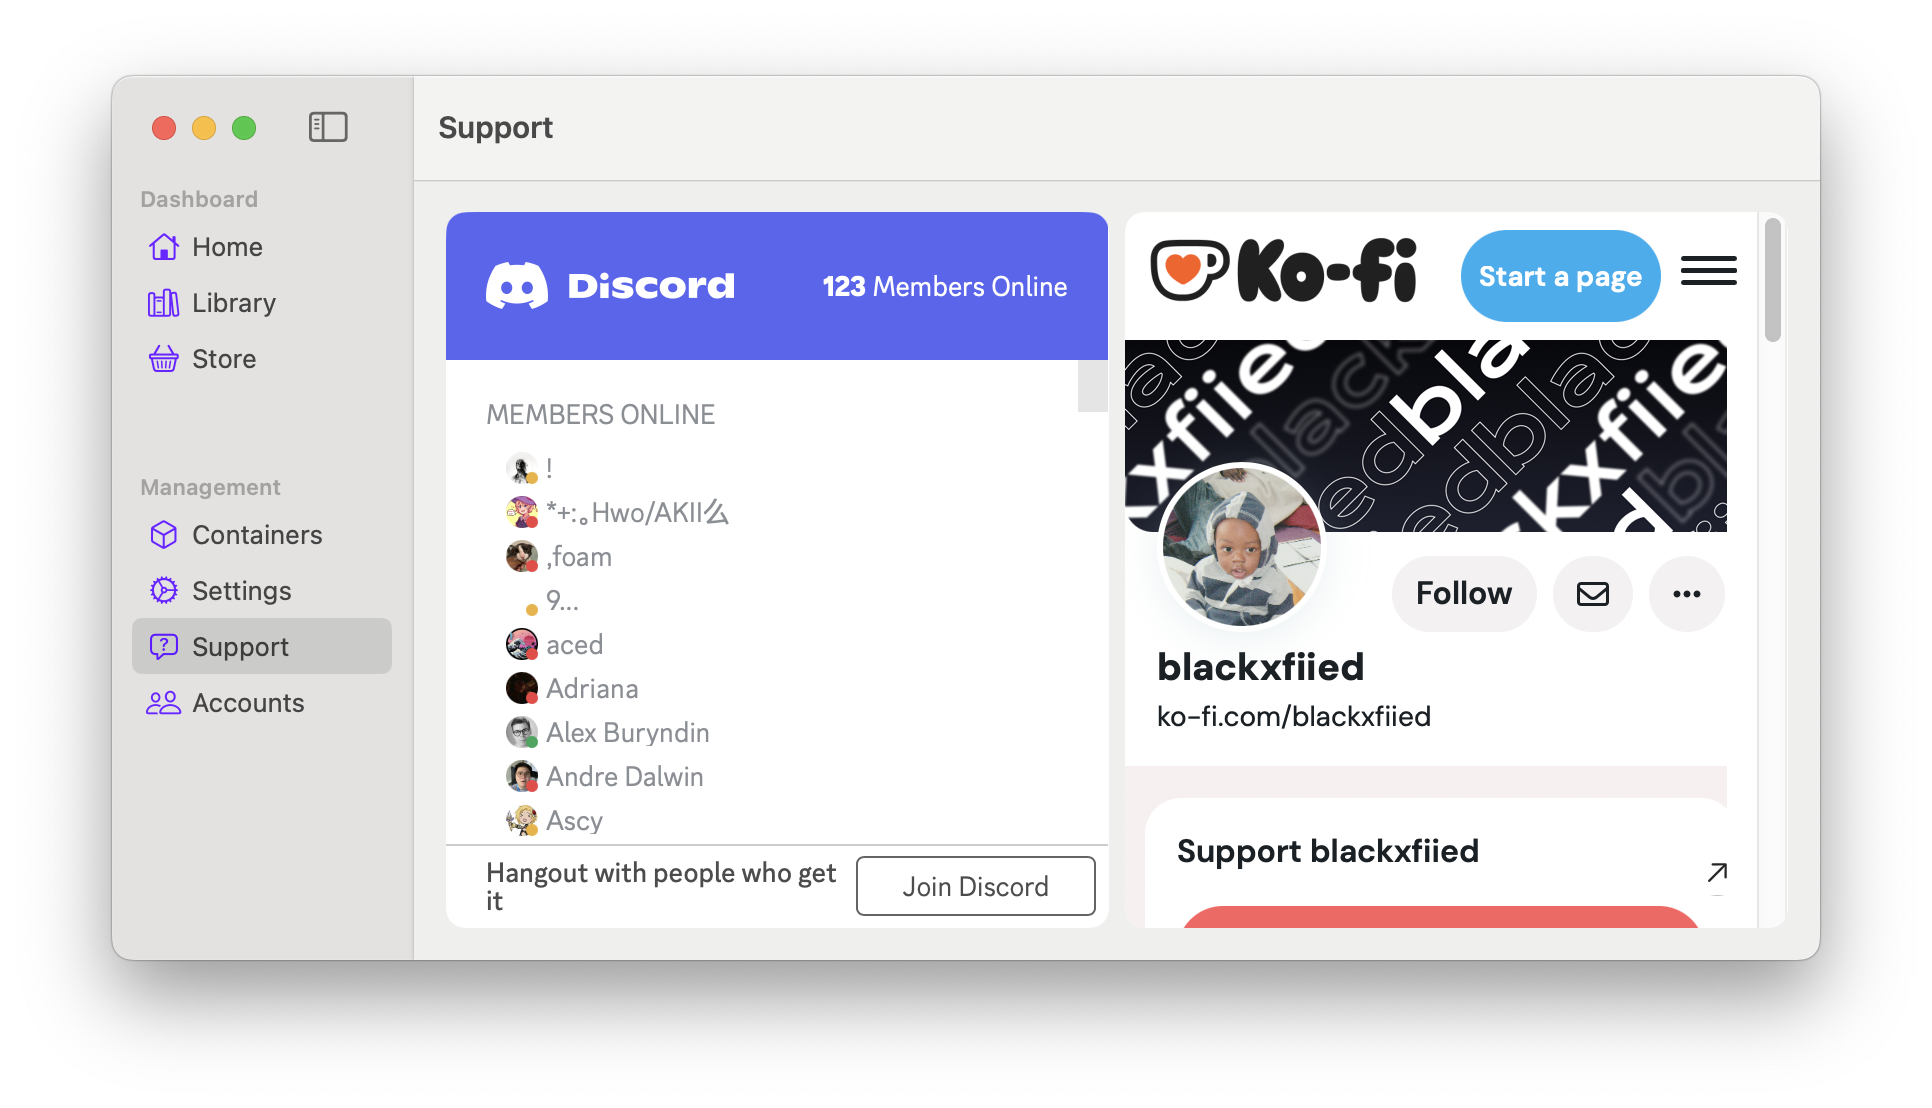 Support
Dashboard
Home
Library
Store
Management
Containers
Settings
Support
Accounts
Discord
123 Members Online
MEMBERS ONLINE
!
*+:｡Hwo/AKII么
,foam
9...
aced
Adriana
Alex Buryndin
Andre Dalwin
Ascy
Hangout with people who get
it
Join Discord
Ko-fi
Start a page
blackxfiied
Follow
blackxfiied
ko-fi.com/blackxfiied
Support blackxfiied